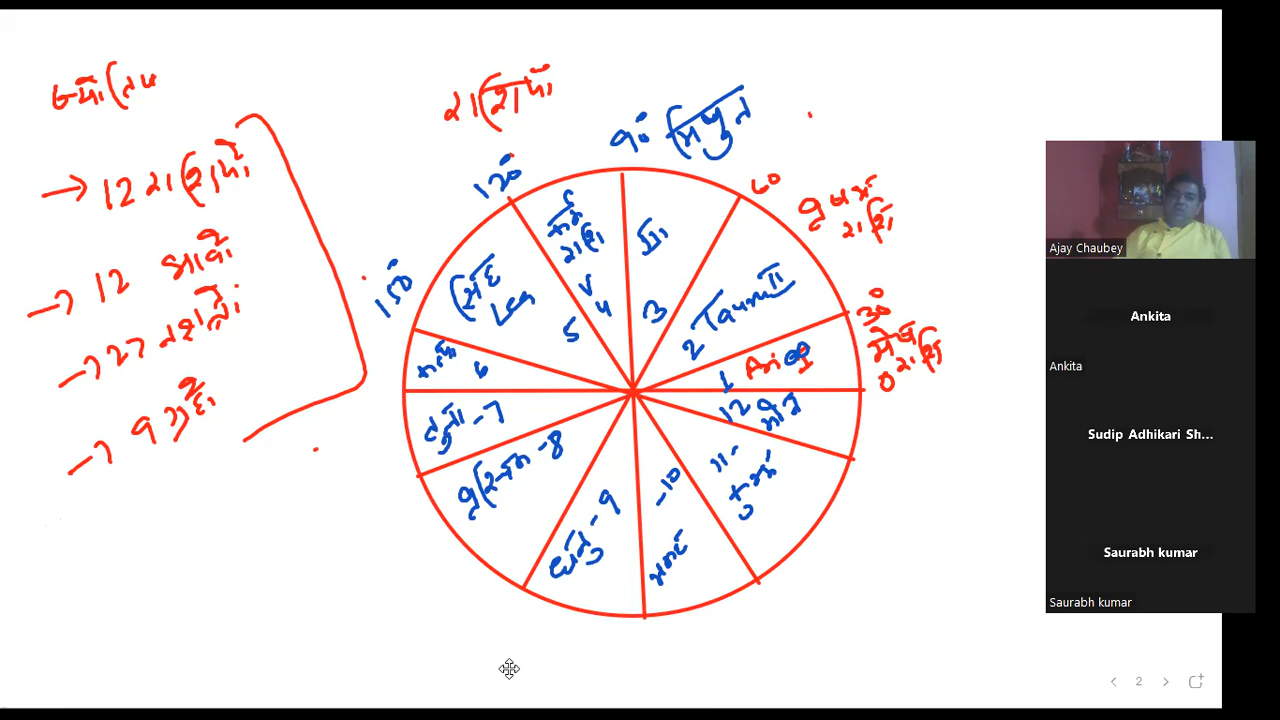 ज्योतिष
→ 12 राशियाँ
→ 12 भावों
→ 27 नक्षत्रों
→ 9 ग्रहों
राशियाँ
90° मिथुन
120°
60
वृषभ
राशि
150°
30°
मेष
राशि
0
कर्क
राशि
4
III
3
Taurus II
2
सिंह
Leo
5
कन्या
6
1 Aries
12 मीन
तुला - 7
वृश्चिक - 8
धनु - 9
- 10
मकर
11 -
कुम्भ
Ajay Chaubey
Ankita
Ankita
Sudip Adhikari Sh...
Saurabh kumar
Saurabh kumar
2